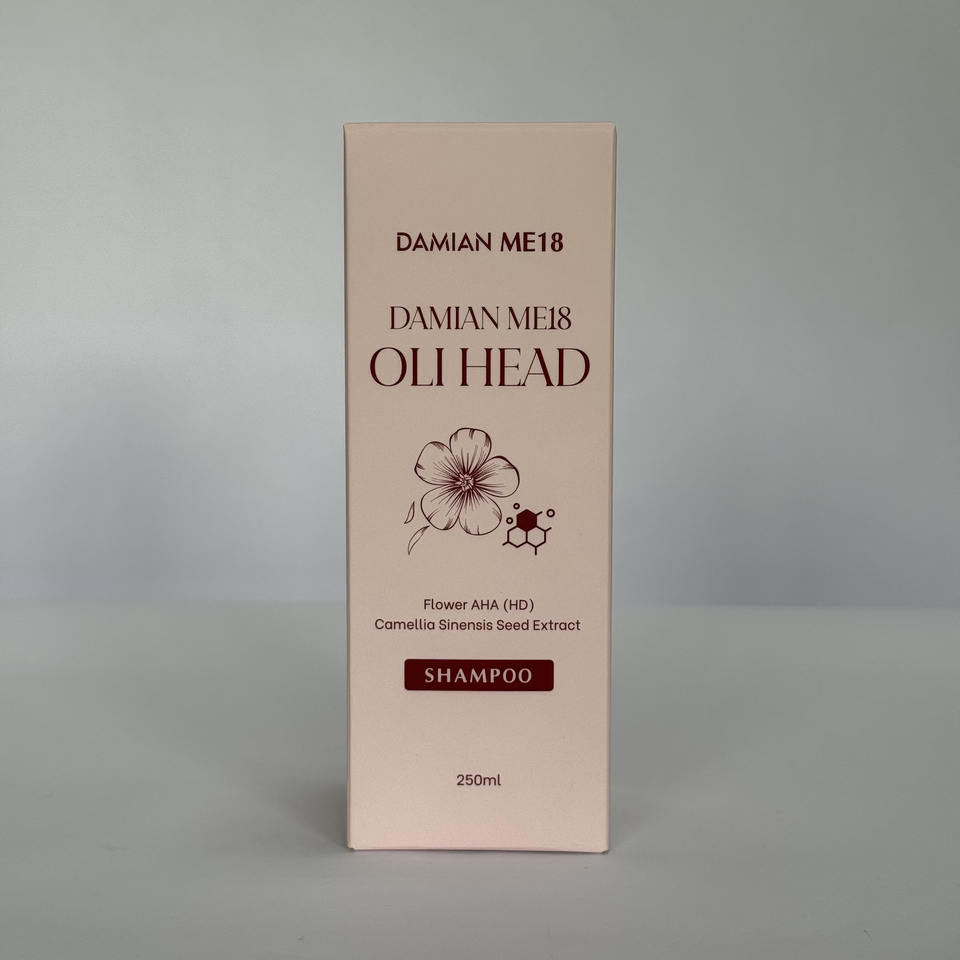 DAMIAN ME18
DAMIAN ME18
OLI HEAD
Flower AHA (HD)
Camellia Sinensis Seed Extract
SHAMPOO
250ml